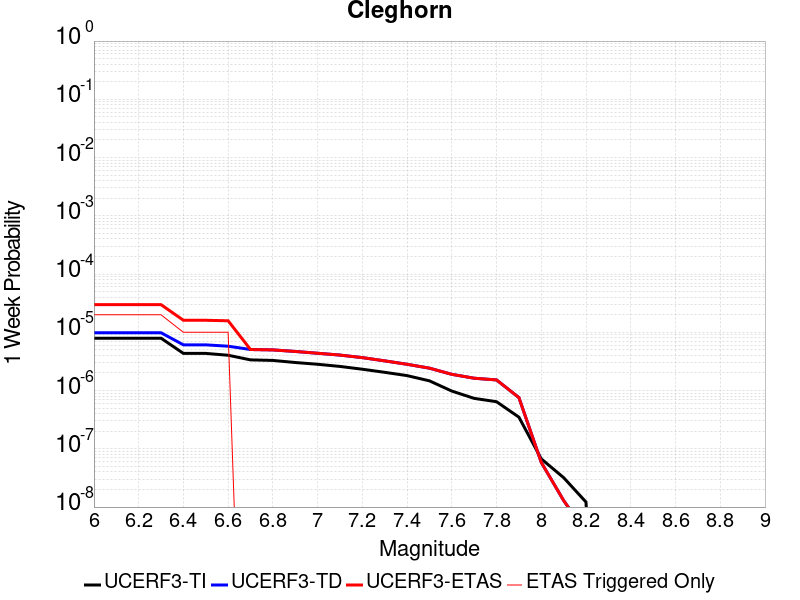 Cleghorn
10^0
10^-1
10^-2
10^-3
10^-4
10^-5
10^-6
10^-7
10^-8
1 Week Probability
6 6.2 6.4 6.6 6.8 7 7.2 7.4 7.6 7.8 8 8.2 8.4 8.6 8.8 9
Magnitude
UCERF3-TI UCERF3-TD UCERF3-ETAS ETAS Triggered Only